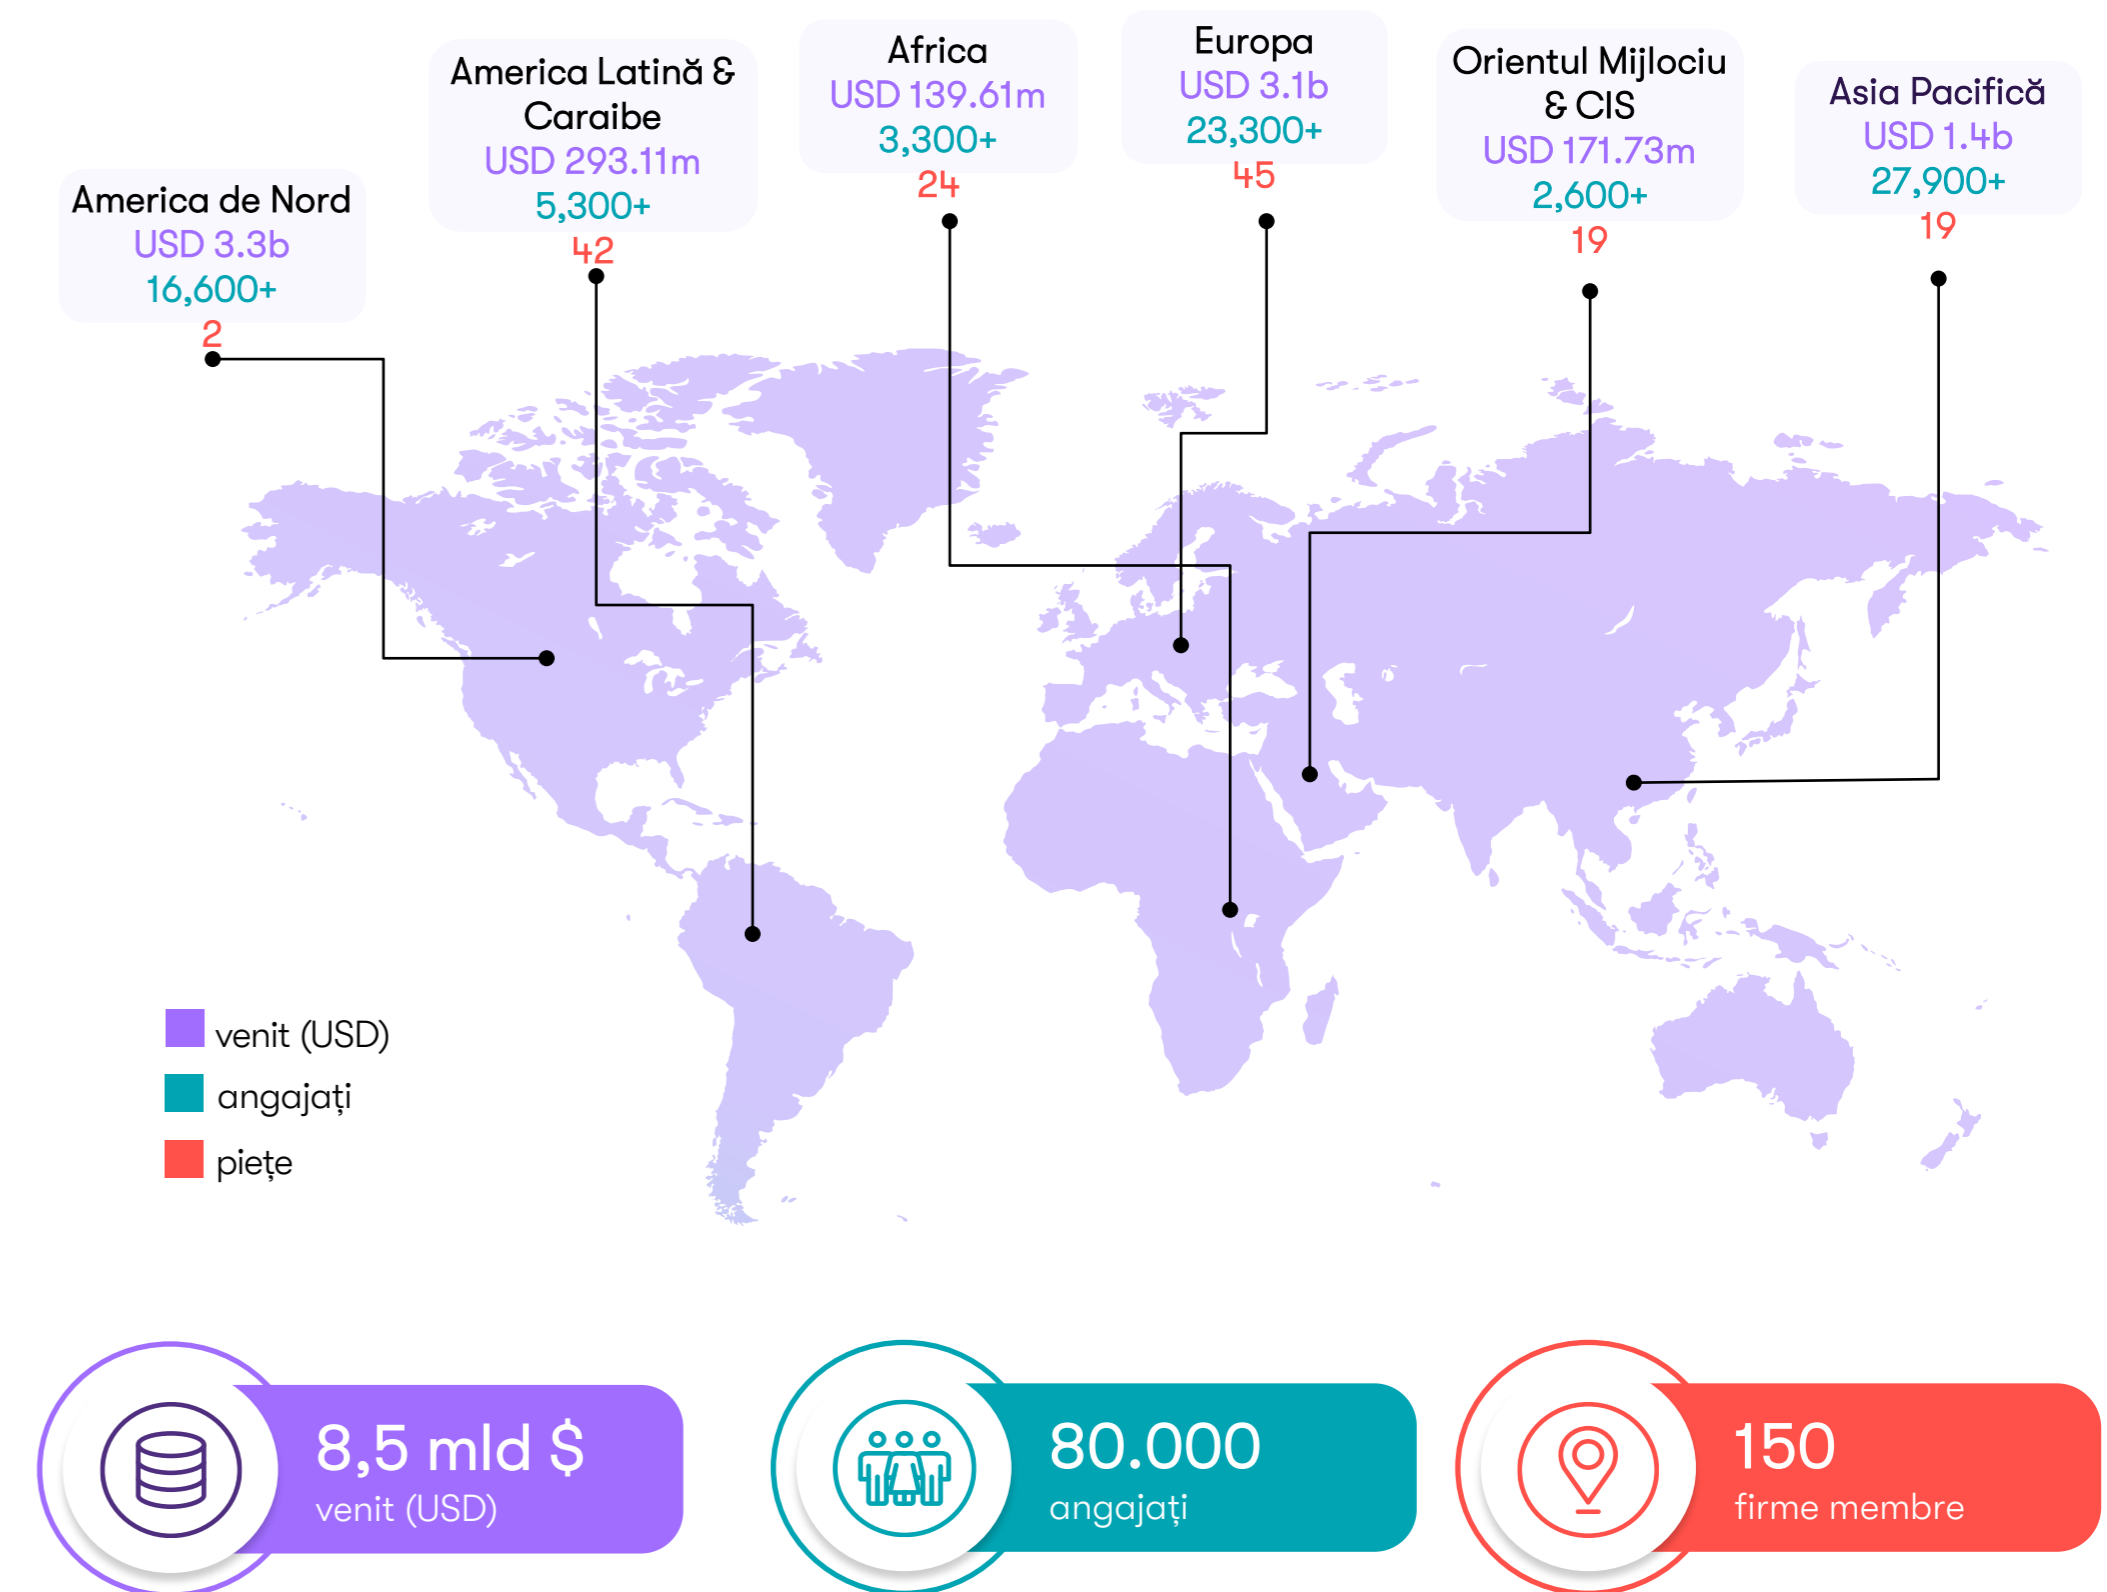 America de Nord
USD 3.3b
16,600+
2
America Latină &
Caraibe
USD 293.11m
5,300+
42
Africa
USD 139.61m
3,300+
24
Europa
USD 3.1b
23,300+
45
Orientul Mijlociu
& CIS
USD 171.73m
2,600+
19
Asia Pacifică
USD 1.4b
27,900+
19
venit (USD)
angajați
piețe
8,5 mld $
venit (USD)
80.000
angajați
150
firme membre